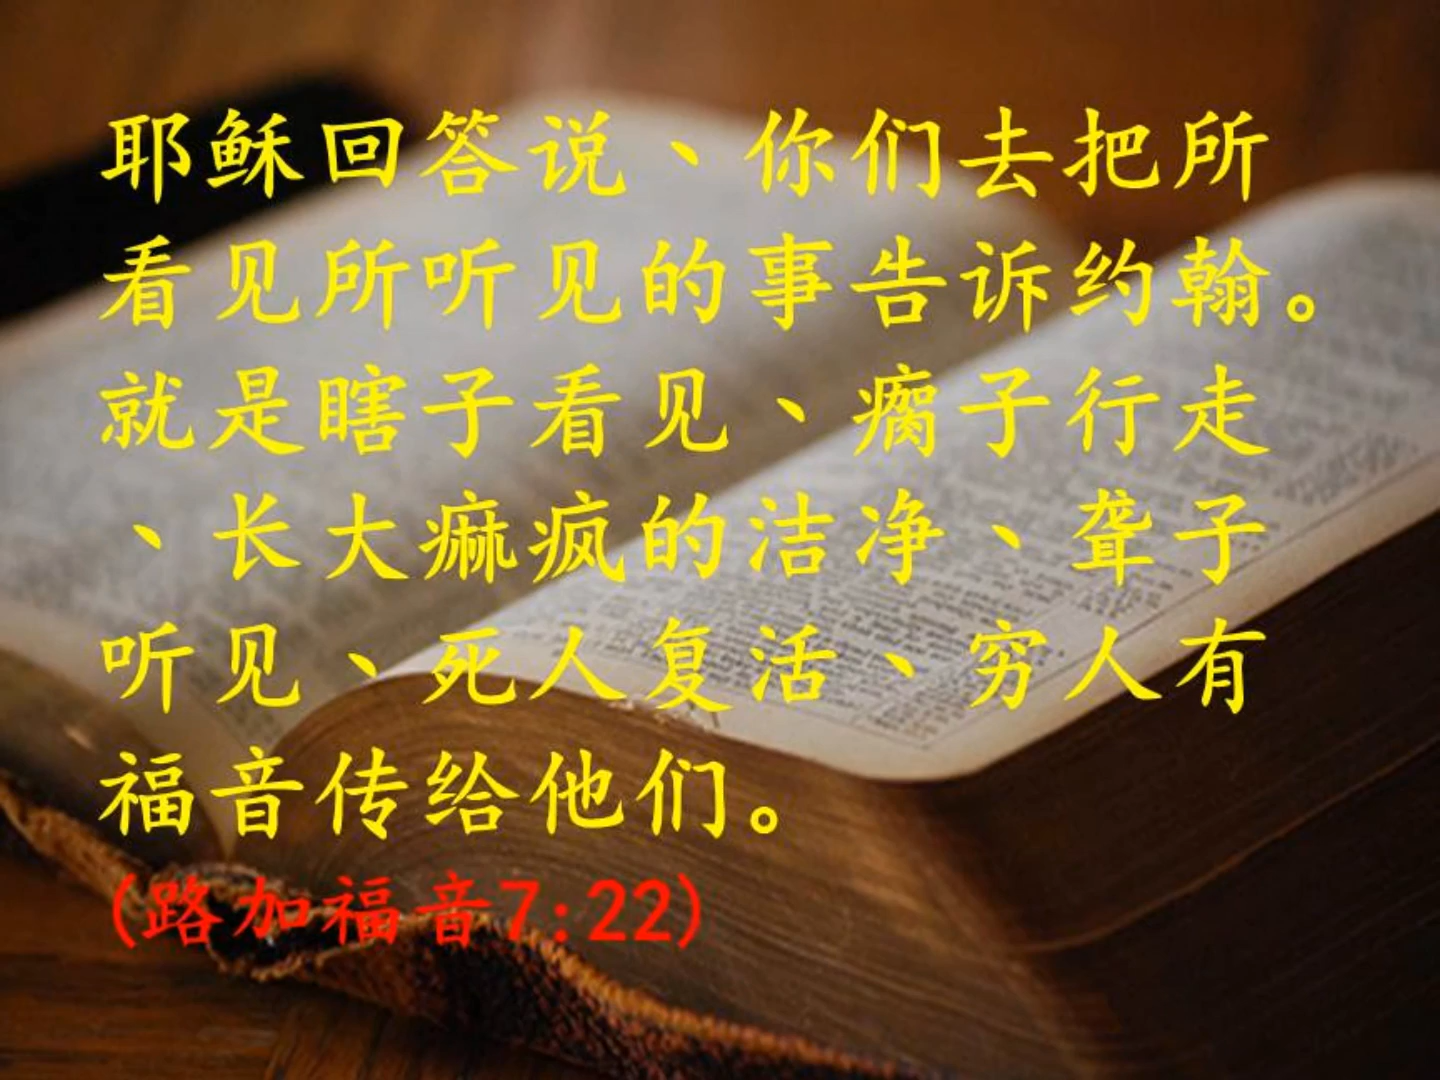 耶稣回答说、你们去把所
看见所听见的事告诉约翰。
就是瞎子看见、瘸子行走
、长大痲疯的洁净、聋子
听见、死人复活、穷人有
福音传给他们。
(路加福音7:22)